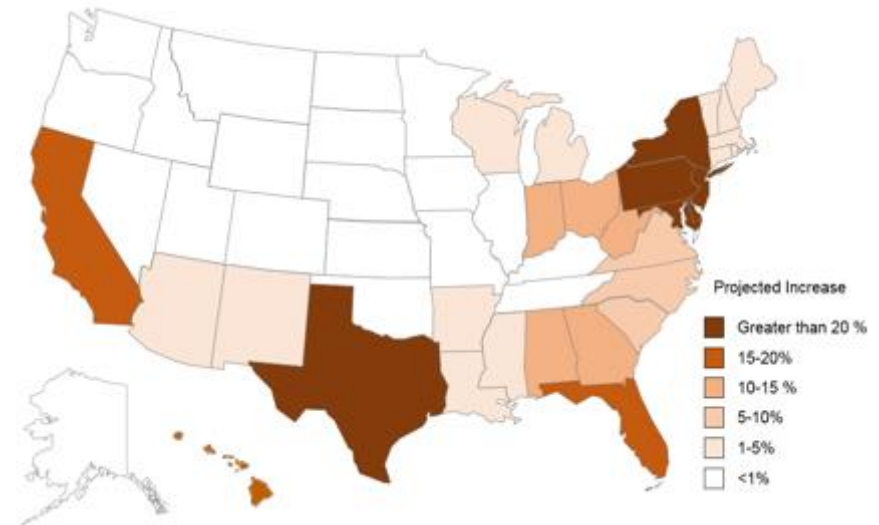 Projected Increase
Greater than 20 %
15-20%
10-15 %
5-10%
1-5%
<1%